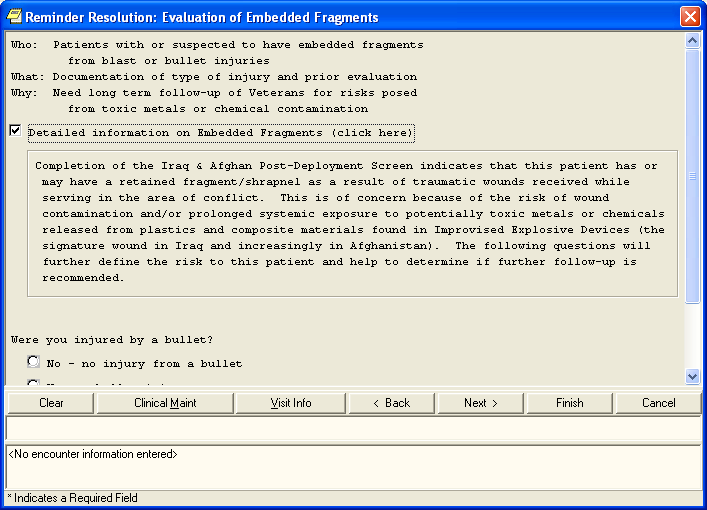 Reminder Resolution: Evaluation of Embedded Fragments
Who: Patients with or suspected to have embedded fragments
from blast or bullet injuries
What: Documentation of type of injury and prior evaluation
Why: Need long term follow-up of Veterans for risks posed
from toxic metals or chemical contamination
Detailed information on Embedded Fragments (click here)
Completion of the Iraq & Afghan Post-Deployment Screen indicates that this patient has or
may have a retained fragment/shrapnel as a result of traumatic wounds received while
serving in the area of conflict. This is of concern because of the risk of wound
contamination and/or prolonged systemic exposure to potentially toxic metals or chemicals
released from plastics and composite materials found in Improvised Explosive Devices (the
signature wound in Iraq and increasingly in Afghanistan). The following questions will
further define the risk to this patient and help to determine if further follow-up is
recommended.
Were you injured by a bullet?
No - no injury from a bullet
Clear Clinical Maint Visit Info < Back Next > Finish Cancel
<No encounter information entered>
* Indicates a Required Field